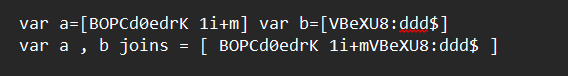 var a=[BOPCd0edrK 1i+m] var b=[VBeXU8:ddd$]
var a , b joins = [ BOPCd0edrK 1i+mVBeXU8:ddd$ ]